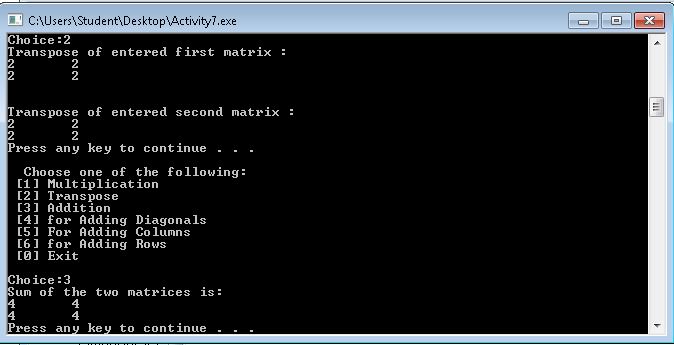 C:\Users\Student\Desktop\Activity7.exe
Choice:2
Transpose of entered first matrix :
2 2
2 2
Transpose of entered second matrix :
2 2
2 2
Press any key to continue . . .
Choose one of the following:
[1] Multiplication
[2] Transpose
[3] Addition
[4] for Adding Diagonals
[5] For Adding Columns
[6] for Adding Rows
[0] Exit
Choice:3
Sum of the two matrices is:
4 4
4 4
Press any key to continue . . .